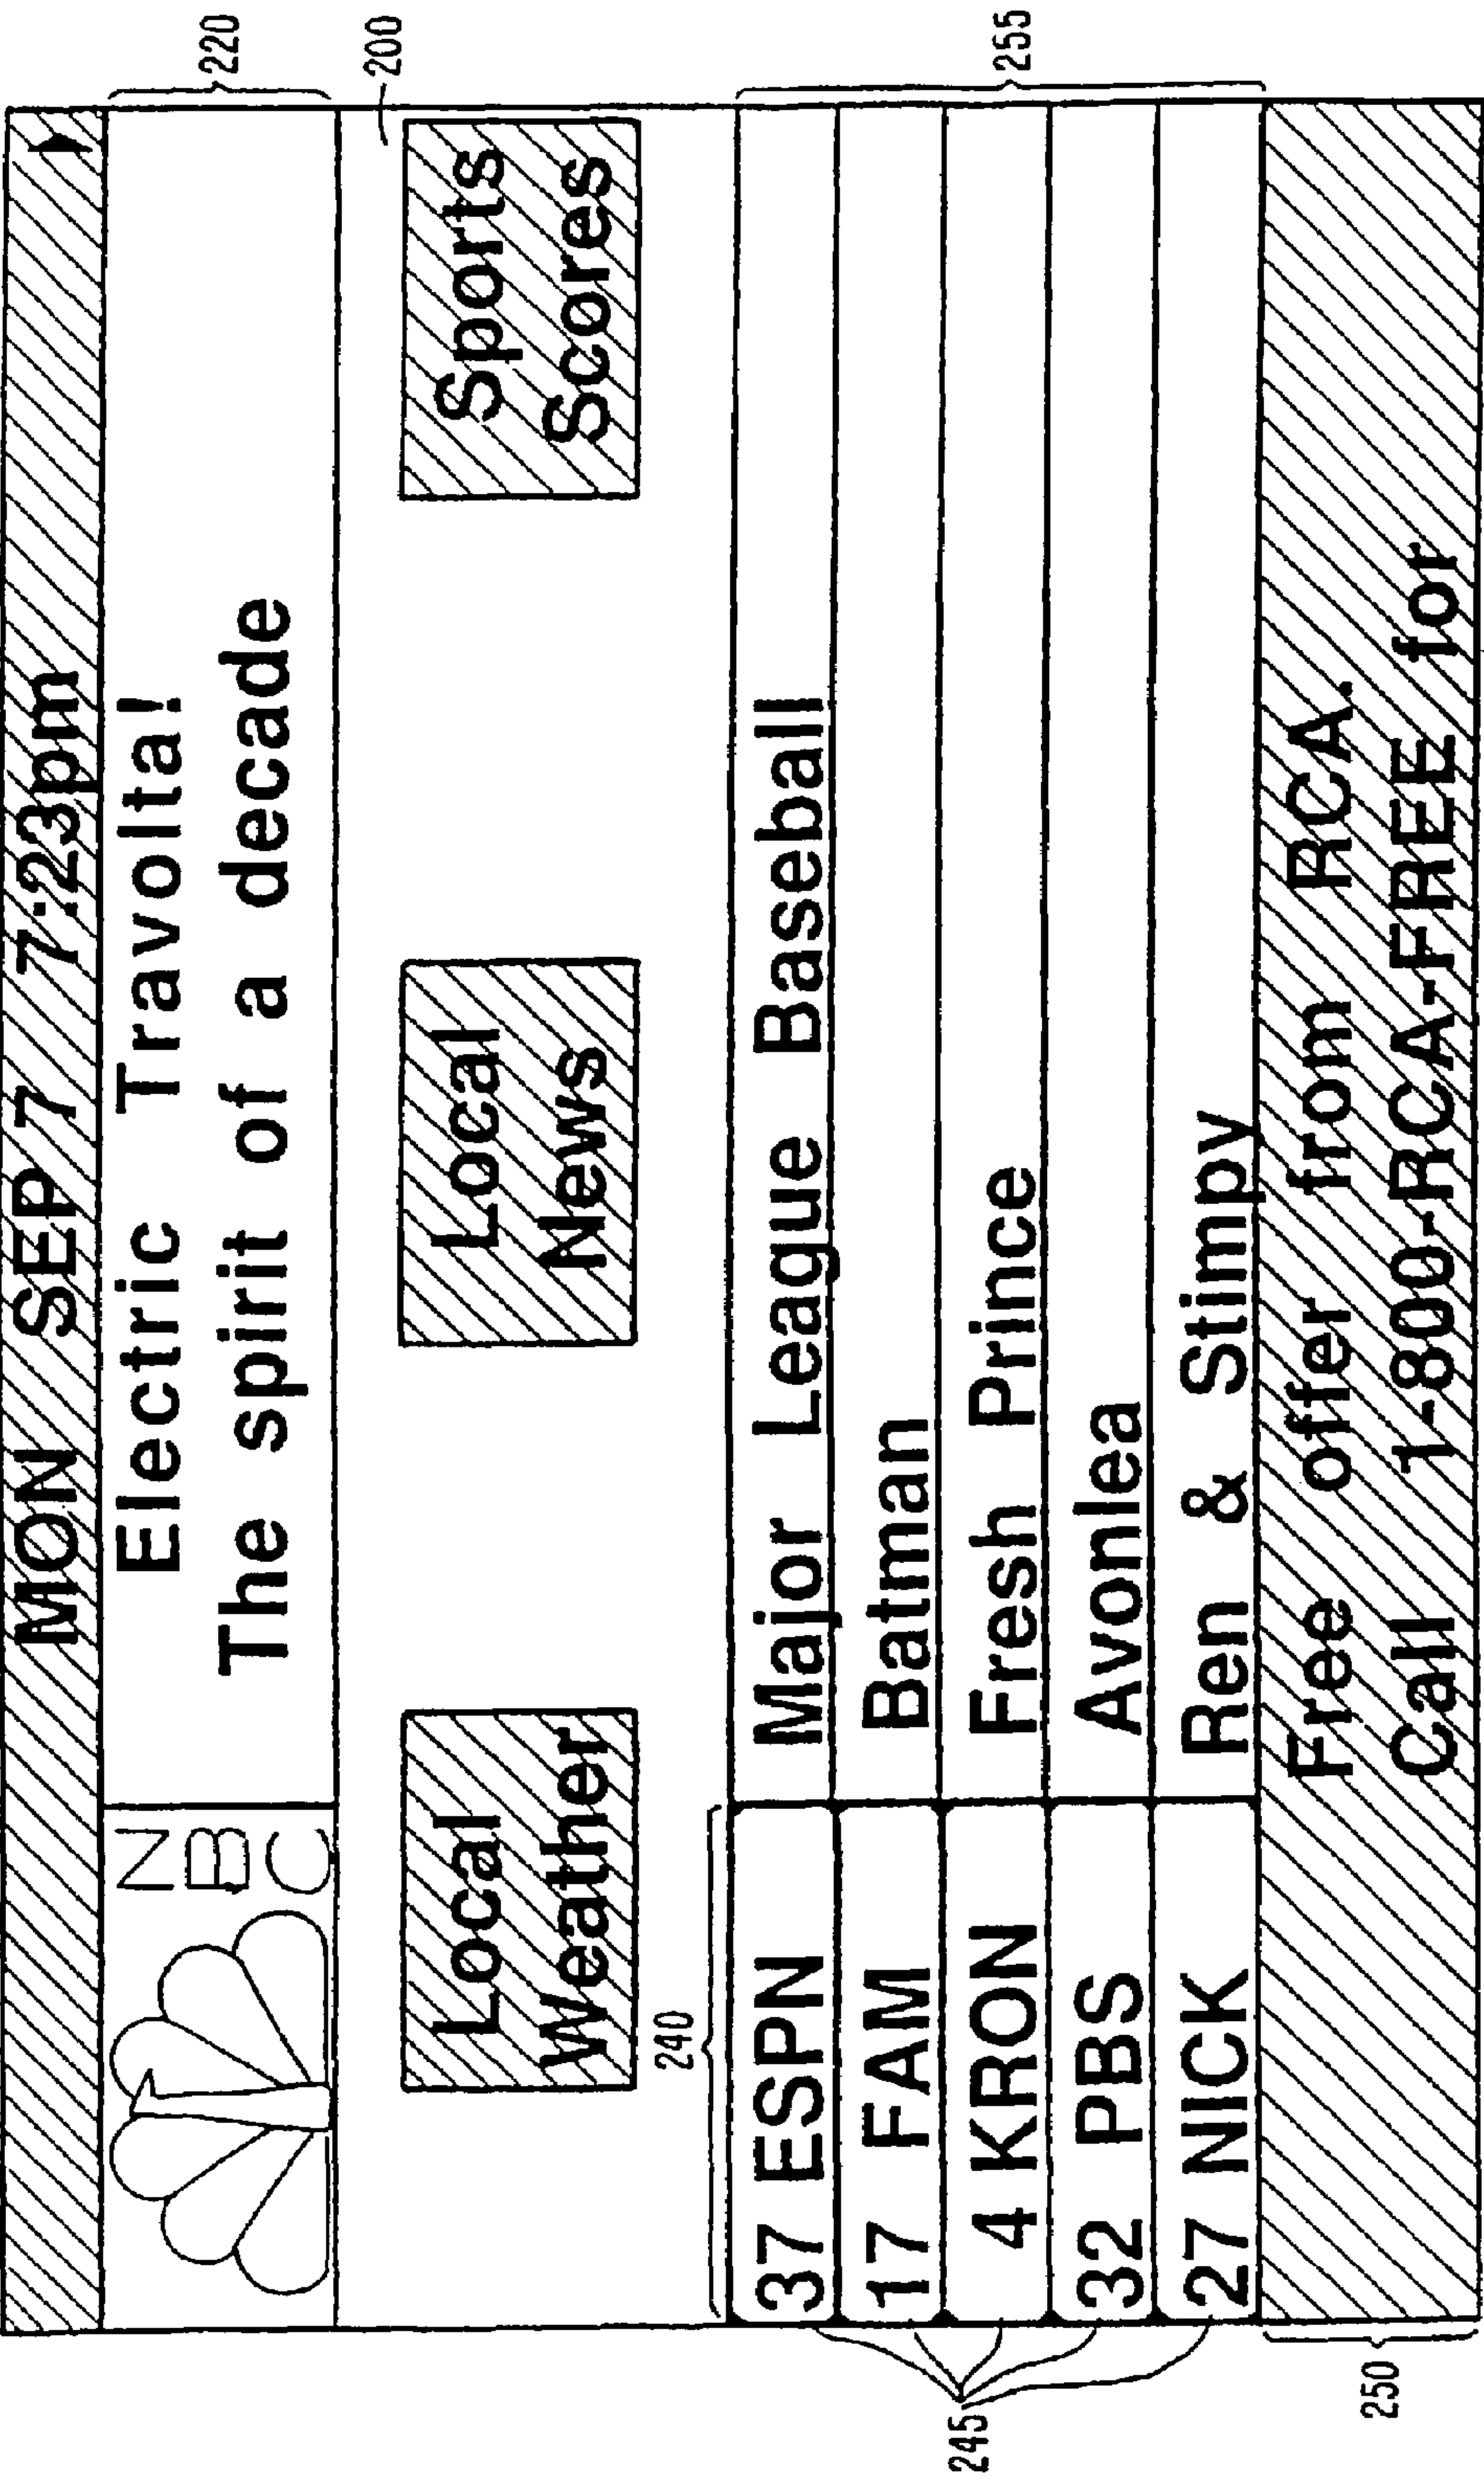 MON SEP 7 7:23pm
220
NBC
Electric Travolta!
The spirit of a decade
200
Local Weather
Local News
Sports Scores
240
255
37 ESPN Major League Baseball
17 FAM Batman
4 KRON Fresh Prince
32 PBS Avonlea
27 NICK Ren & Stimpy
245
Free offer from RCA.
Call 1-800-RCA-FREE for
250